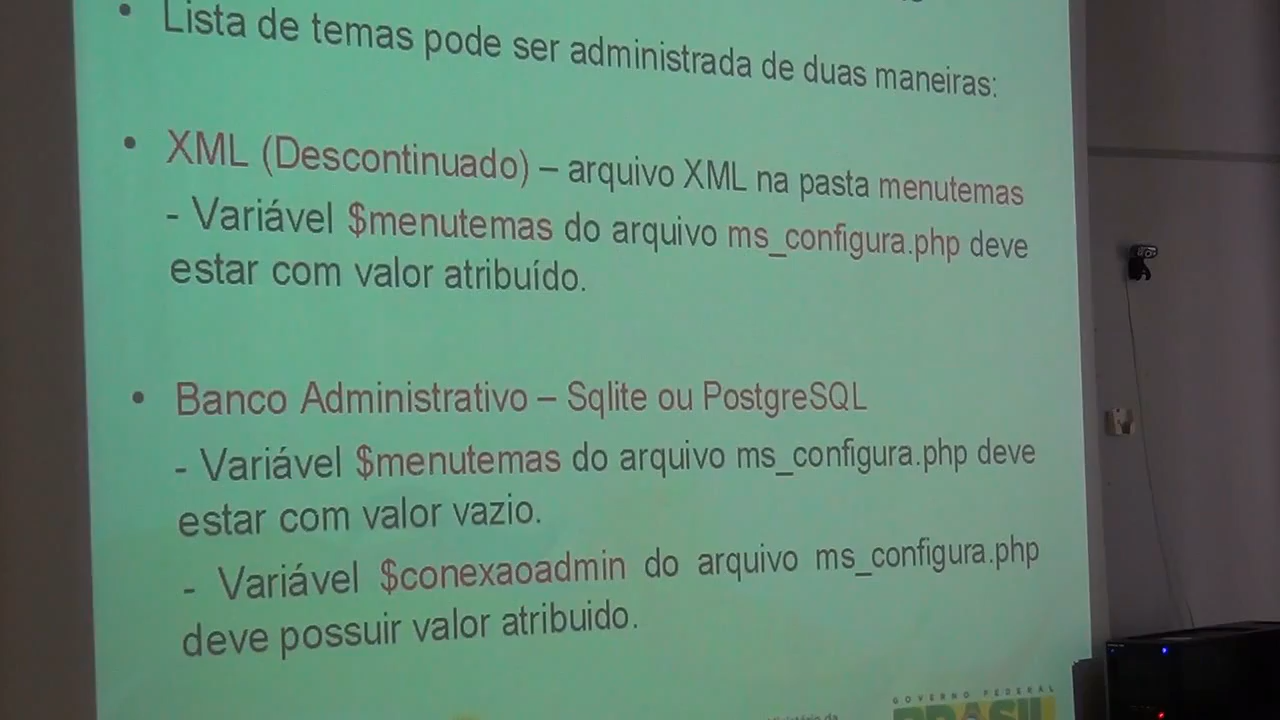 • Lista de temas pode ser administrada de duas maneiras:
• XML (Descontinuado) – arquivo XML na pasta menutemas
- Variável $menutemas do arquivo ms_configura.php deve
estar com valor atribuído.
• Banco Administrativo – Sqlite ou PostgreSQL
- Variável $menutemas do arquivo ms_configura.php deve
estar com valor vazio.
- Variável $conexaoadmin do arquivo ms_configura.php
deve possuir valor atribuido.
GOVERNO FEDERAL
BRASIL